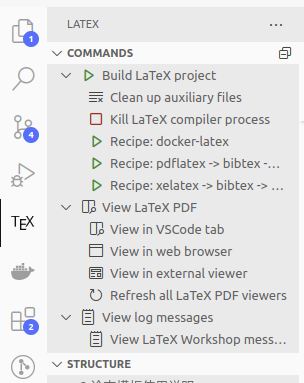 LATEX
COMMANDS
1
Build LaTeX project
Clean up auxiliary files
Kill LaTeX compiler process
4
Recipe: docker-latex
Recipe: pdflatex -> bibtex -...
Recipe: xelatex -> bibtex -> ...
TEX
View LaTeX PDF
View in VSCode tab
View in web browser
View in external viewer
Refresh all LaTeX PDF viewers
View log messages
2
View LaTeX Workshop mess...
STRUCTURE